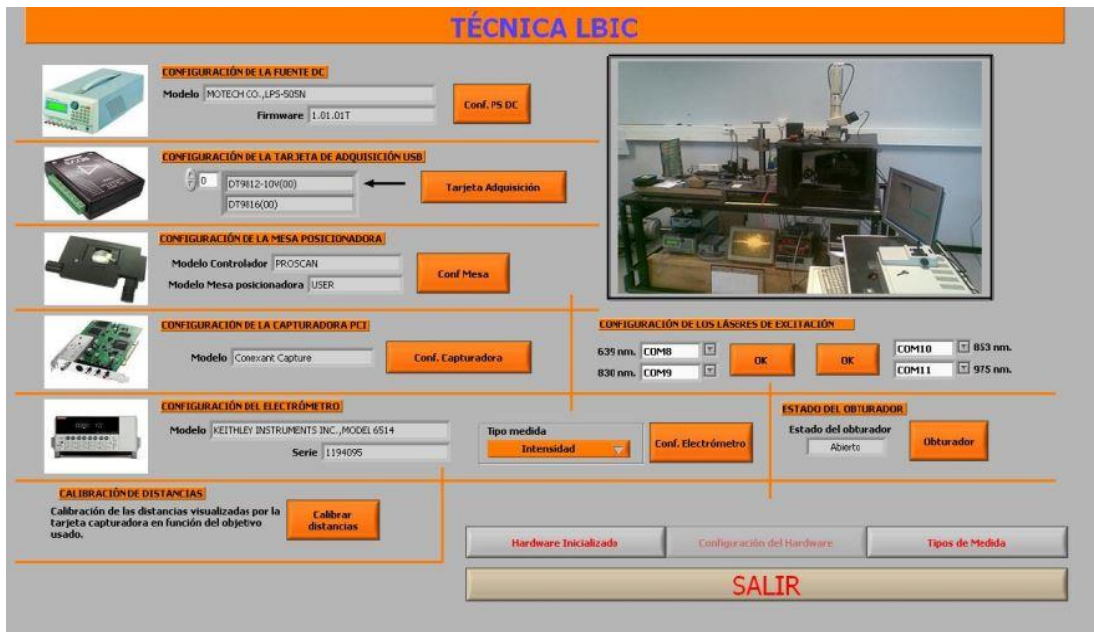 TÉCNICA LBIC
CONFIGURACIÓN DE LA FUENTE DC
Modelo MOTECH CO.,LPS-505N
Firmware 1.01.01T
Conf. PS DC
CONFIGURACIÓN DE LA TARJETA DE ADQUISICIÓN USB
0
DT9812-10V(00)
DT9816(00)
Tarjeta Adquisición
CONFIGURACIÓN DE LA MESA POSICIONADORA
Modelo Controlador PROSCAN
Modelo Mesa posicionadora USER
Conf Mesa
CONFIGURACIÓN DE LA CAPTURADORA PCI
Modelo Conexant Capture
Conf. Capturadora
CONFIGURACIÓN DE LOS LÁSERES DE EXCITACIÓN
639 nm. COM8
830 nm. COM9
OK
OK
COM10 853 nm.
COM11 975 nm.
CONFIGURACIÓN DEL ELECTRÓMETRO
Modelo KEITHLEY INSTRUMENTS INC.,MODEL 6514
Serie 1194095
Tipo medida
Intensidad
Conf. Electrómetro
ESTADO DEL OBTURADOR
Estado del obturador
Abierto
Obturador
CALIBRACIÓN DE DISTANCIAS
Calibración de las distancias visualizadas por la
tarjeta capturadora en función del objetivo
usado.
Calibrar
distancias
Hardware Inicializado
Configuración del Hardware
Tipos de Medida
SALIR